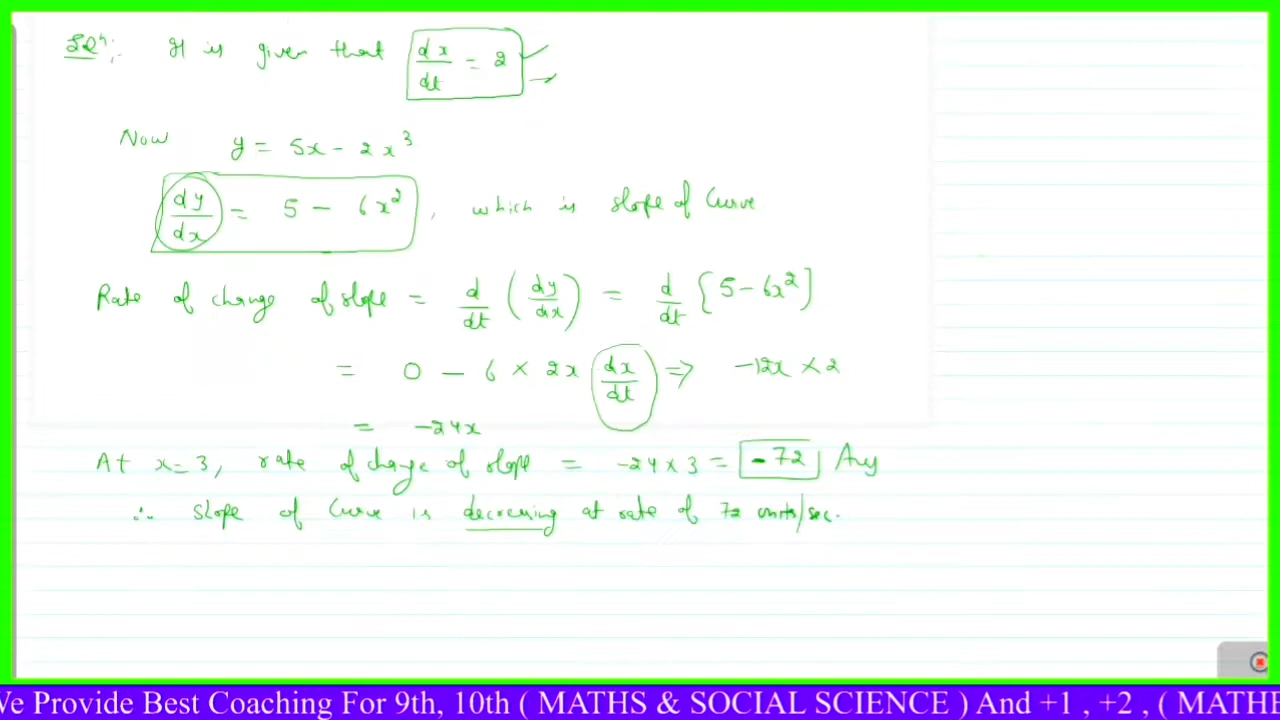 Solⁿ:- It is given that dx/dt = 2
Now y = 5x - 2x³
dy/dx = 5 - 6x², which is slope of Curve
Rate of change of slope = d/dt (dy/dx) = d/dt [5 - 6x²]
= 0 - 6 × 2x dx/dt ⇒ -12x × 2
= -24x
At x=3, rate of change of slope = -24 × 3 = -72 Ans
∴ Slope of Curve is decreasing at rate of 72 units/sec.
We Provide Best Coaching For 9th, 10th ( MATHS & SOCIAL SCIENCE ) And +1 , +2 , ( MATHE